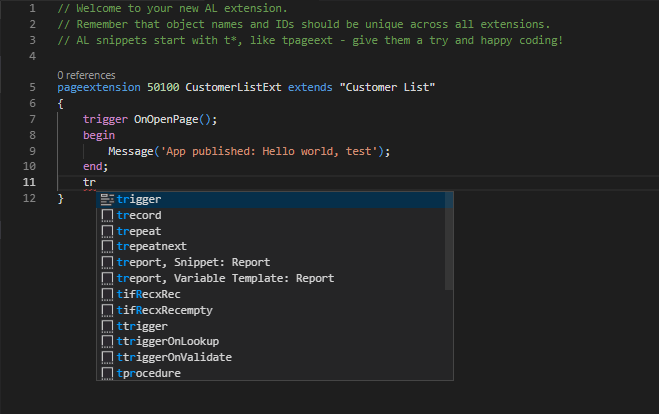 1 // Welcome to your new AL extension.
2 // Remember that object names and IDs should be unique across all extensions.
3 // AL snippets start with t*, like tpageext - give them a try and happy coding!
4
0 references
5 pageextension 50100 CustomerListExt extends "Customer List"
6 {
7 trigger OnOpenPage();
8 begin
9 Message('App published: Hello world, test');
10 end;
11 tr
12 }
trigger
trecord
trepeat
trepeatnext
treport, Snippet: Report
treport, Variable Template: Report
tifRecxRec
tifRecxRecempty
ttrigger
ttriggerOnLookup
ttriggerOnValidate
tprocedure